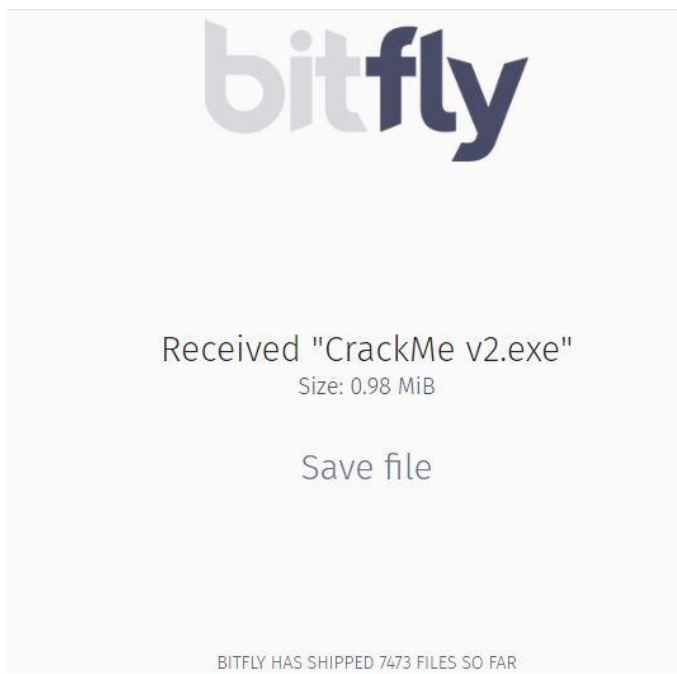 bitfly
Received "CrackMe v2.exe"
Size: 0.98 MiB
Save file
BITFLY HAS SHIPPED 7473 FILES SO FAR